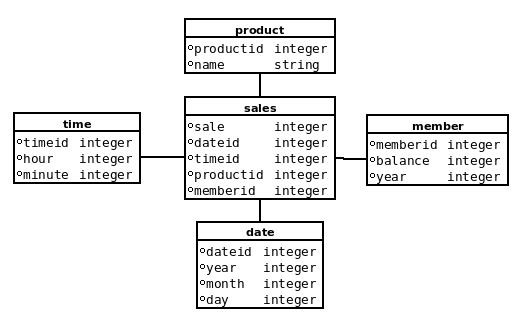 product
productid integer
name string
sales
sale integer
dateid integer
timeid integer
productid integer
memberid integer
time
timeid integer
hour integer
minute integer
member
memberid integer
balance integer
year integer
date
dateid integer
year integer
month integer
day integer